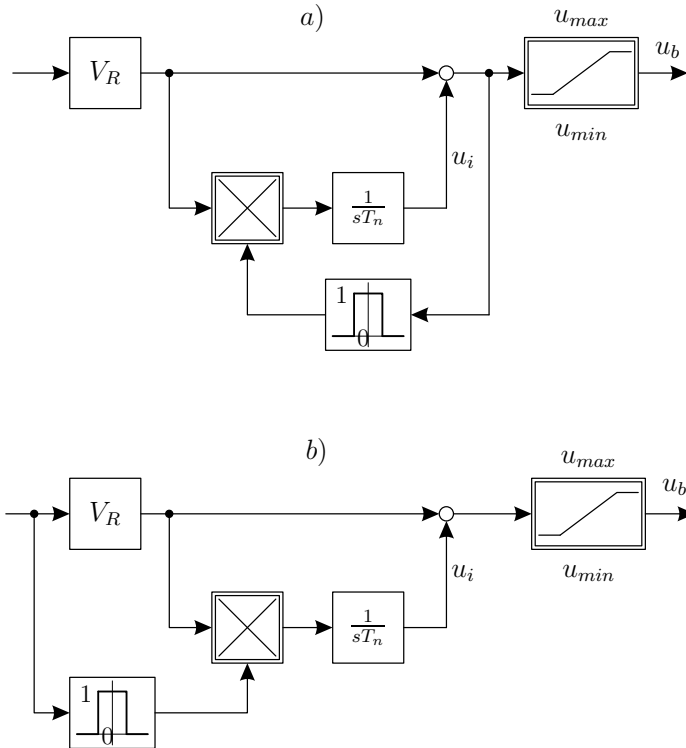 a)
u_max
V_R
u_b
u_min
u_i
1
sT_n
1
0
b)
u_max
V_R
u_b
u_min
u_i
1
sT_n
1
0